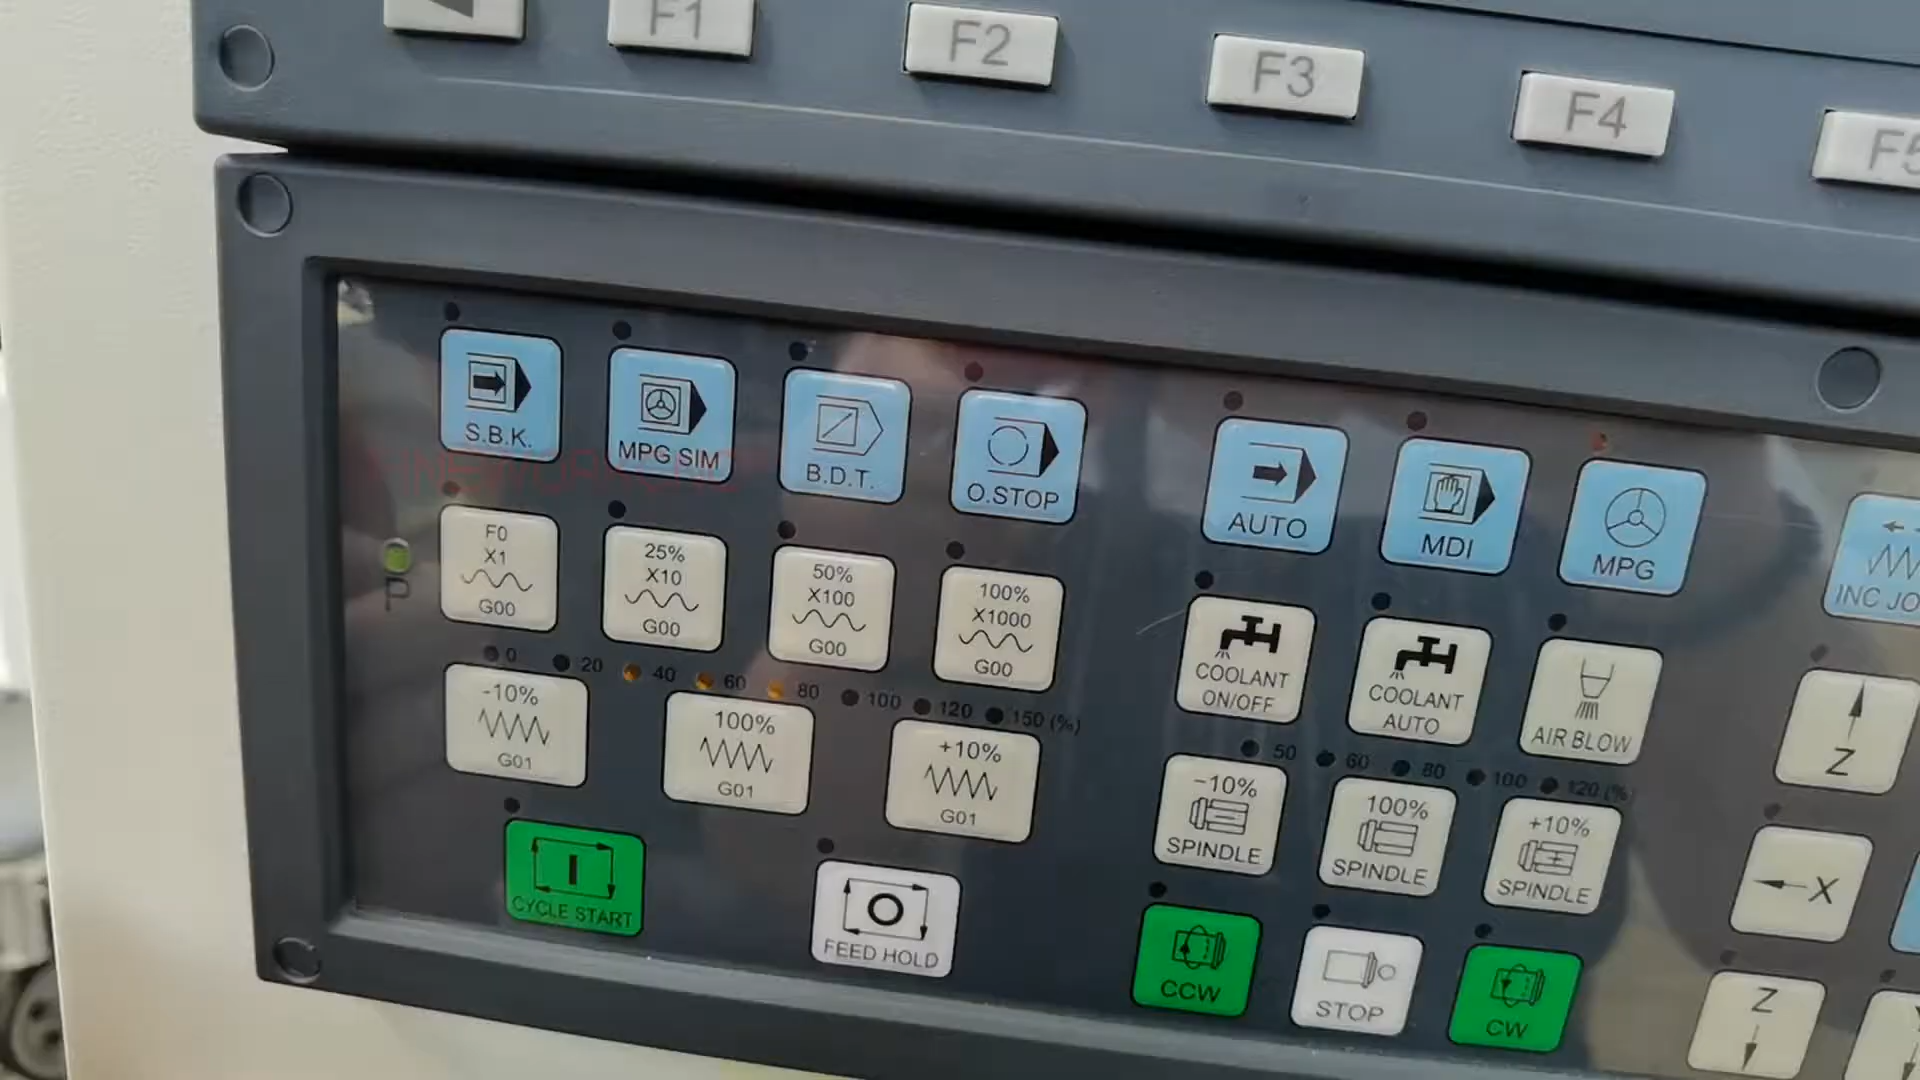 F1 F2 F3 F4
S.B.K. MPG SIM B.D.T. O.STOP AUTO MDI MPG
P
F0
X1
G00
25%
X10
G00
50%
X100
G00
100%
X1000
G00
COOLANT
ON/OFF
COOLANT
AUTO
AIR BLOW
0 20 40 60 80 100 120 150 (%)
-10%
G01
100%
G01
+10%
G01
50 60 80 100 120 (%)
-10%
SPINDLE
100%
SPINDLE
+10%
SPINDLE
Z
X
CYCLE START
FEED HOLD
CCW
STOP
CW
Z